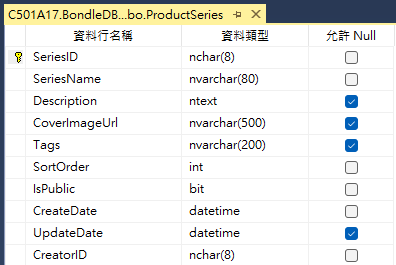 C501A17.BondleDB...bo.ProductSeries
資料行名稱 資料類型 允許 Null
SeriesID nchar(8)
SeriesName nvarchar(80)
Description ntext
CoverImageUrl nvarchar(500)
Tags nvarchar(200)
SortOrder int
IsPublic bit
CreateDate datetime
UpdateDate datetime
CreatorID nchar(8)